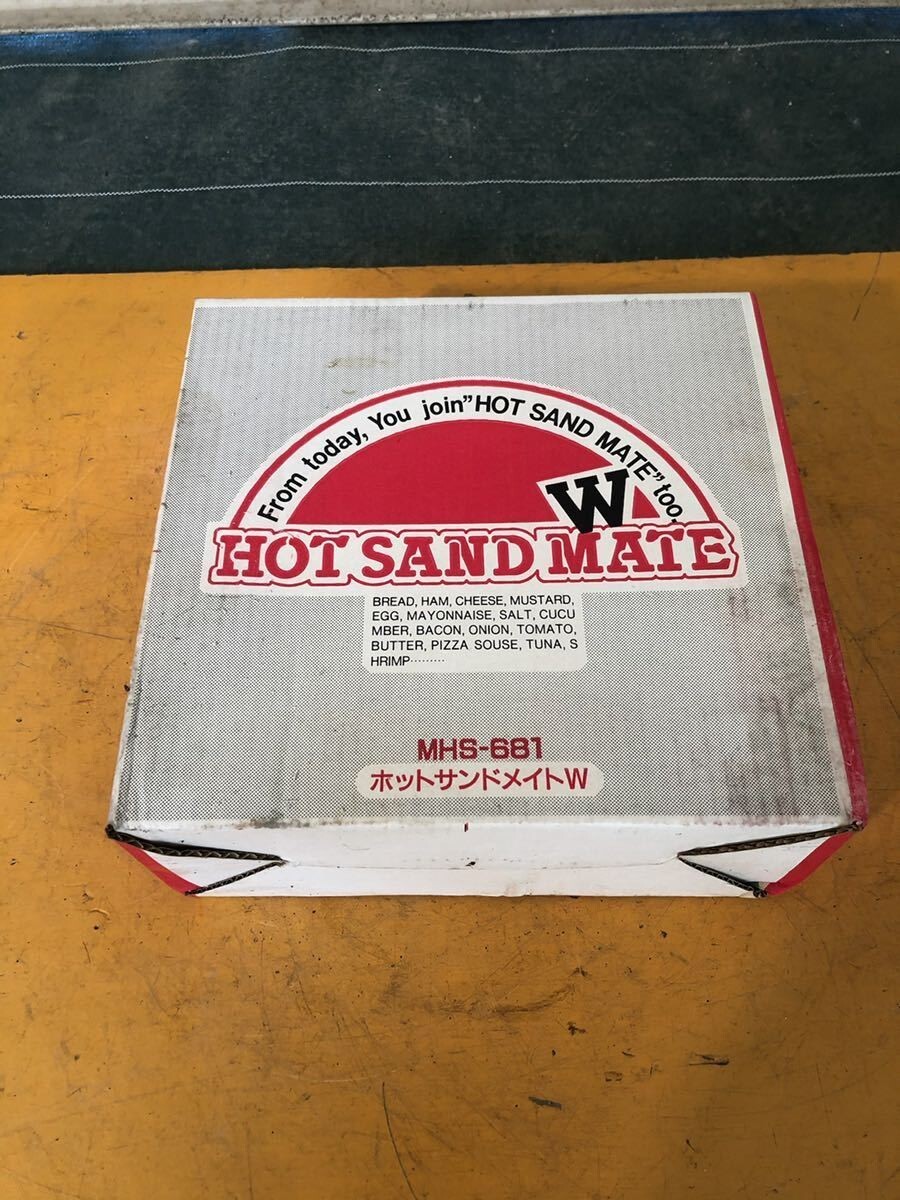 From today, You join"HOT SAND MATE" too.
W
HOT SAND MATE
BREAD, HAM, CHEESE, MUSTARD,
EGG, MAYONNAISE, SALT, CUCU
MBER, BACON, ONION, TOMATO,
BUTTER, PIZZA SOUSE, TUNA, S
HRIMP………
MHS-681
ホットサンドメイトW